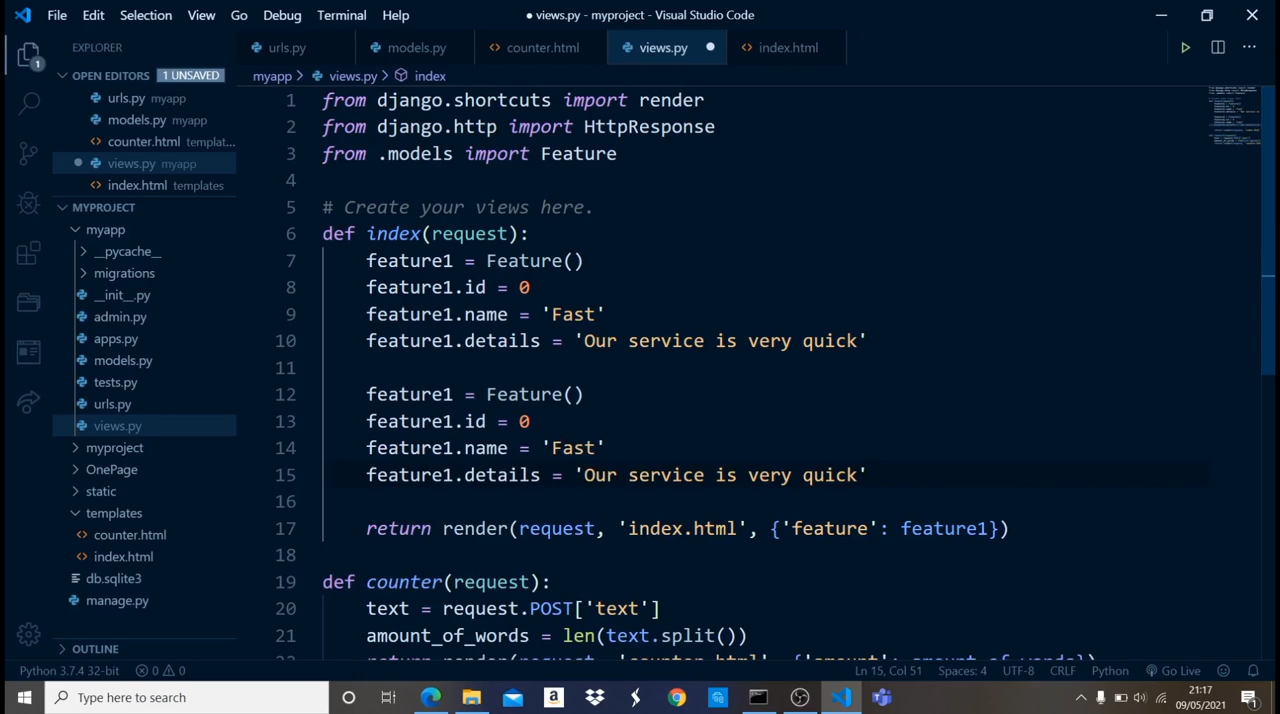 File Edit Selection View Go Debug Terminal Help
● views.py - myproject - Visual Studio Code
EXPLORER
1
OPEN EDITORS 1 UNSAVED
urls.py myapp
models.py myapp
counter.html templat...
views.py myapp
index.html templates
MYPROJECT
myapp
__pycache__
migrations
__init__.py
admin.py
apps.py
models.py
tests.py
urls.py
views.py
myproject
OnePage
static
templates
counter.html
index.html
db.sqlite3
manage.py
OUTLINE
urls.py models.py counter.html views.py index.html
myapp > views.py > index
1 from django.shortcuts import render
2 from django.http import HttpResponse
3 from .models import Feature
4
5 # Create your views here.
6 def index(request):
7 feature1 = Feature()
8 feature1.id = 0
9 feature1.name = 'Fast'
10 feature1.details = 'Our service is very quick'
11
12 feature1 = Feature()
13 feature1.id = 0
14 feature1.name = 'Fast'
15 feature1.details = 'Our service is very quick'
16
17 return render(request, 'index.html', {'feature': feature1})
18
19 def counter(request):
20 text = request.POST['text']
21 amount_of_words = len(text.split())
22 return render(request, 'counter.html', {'amount': amount_of_words})
Python 3.7.4 32-bit 0 0 Ln 15, Col 51 Spaces: 4 UTF-8 CRLF Python Go Live
Type here to search
21:17
09/05/2021
1